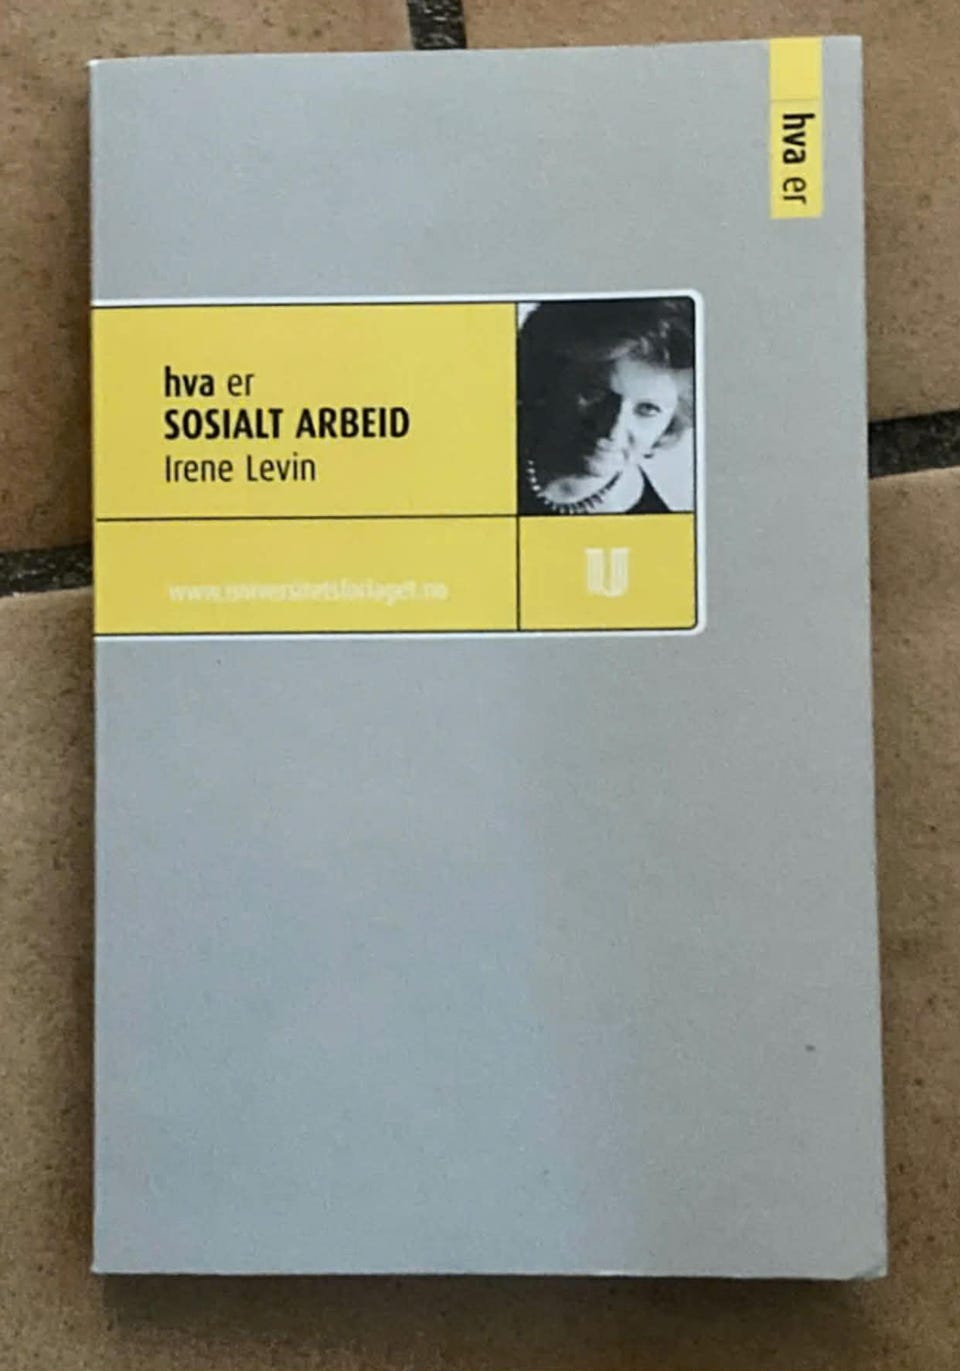 hva er
hva er
SOSIALT ARBEID
Irene Levin
www.universitetsforlaget.no